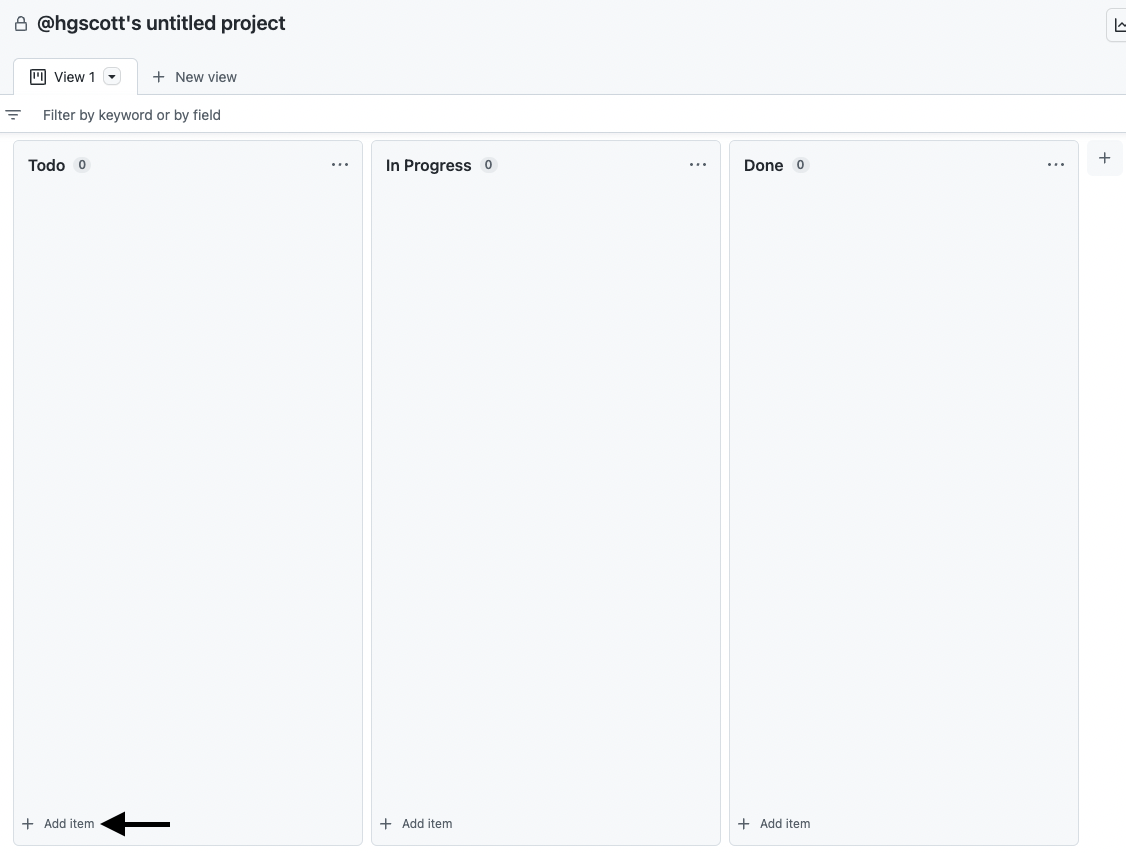 @hgscott's untitled project
View 1
New view
Filter by keyword or by field
Todo 0
In Progress 0
Done 0
Add item
Add item
Add item